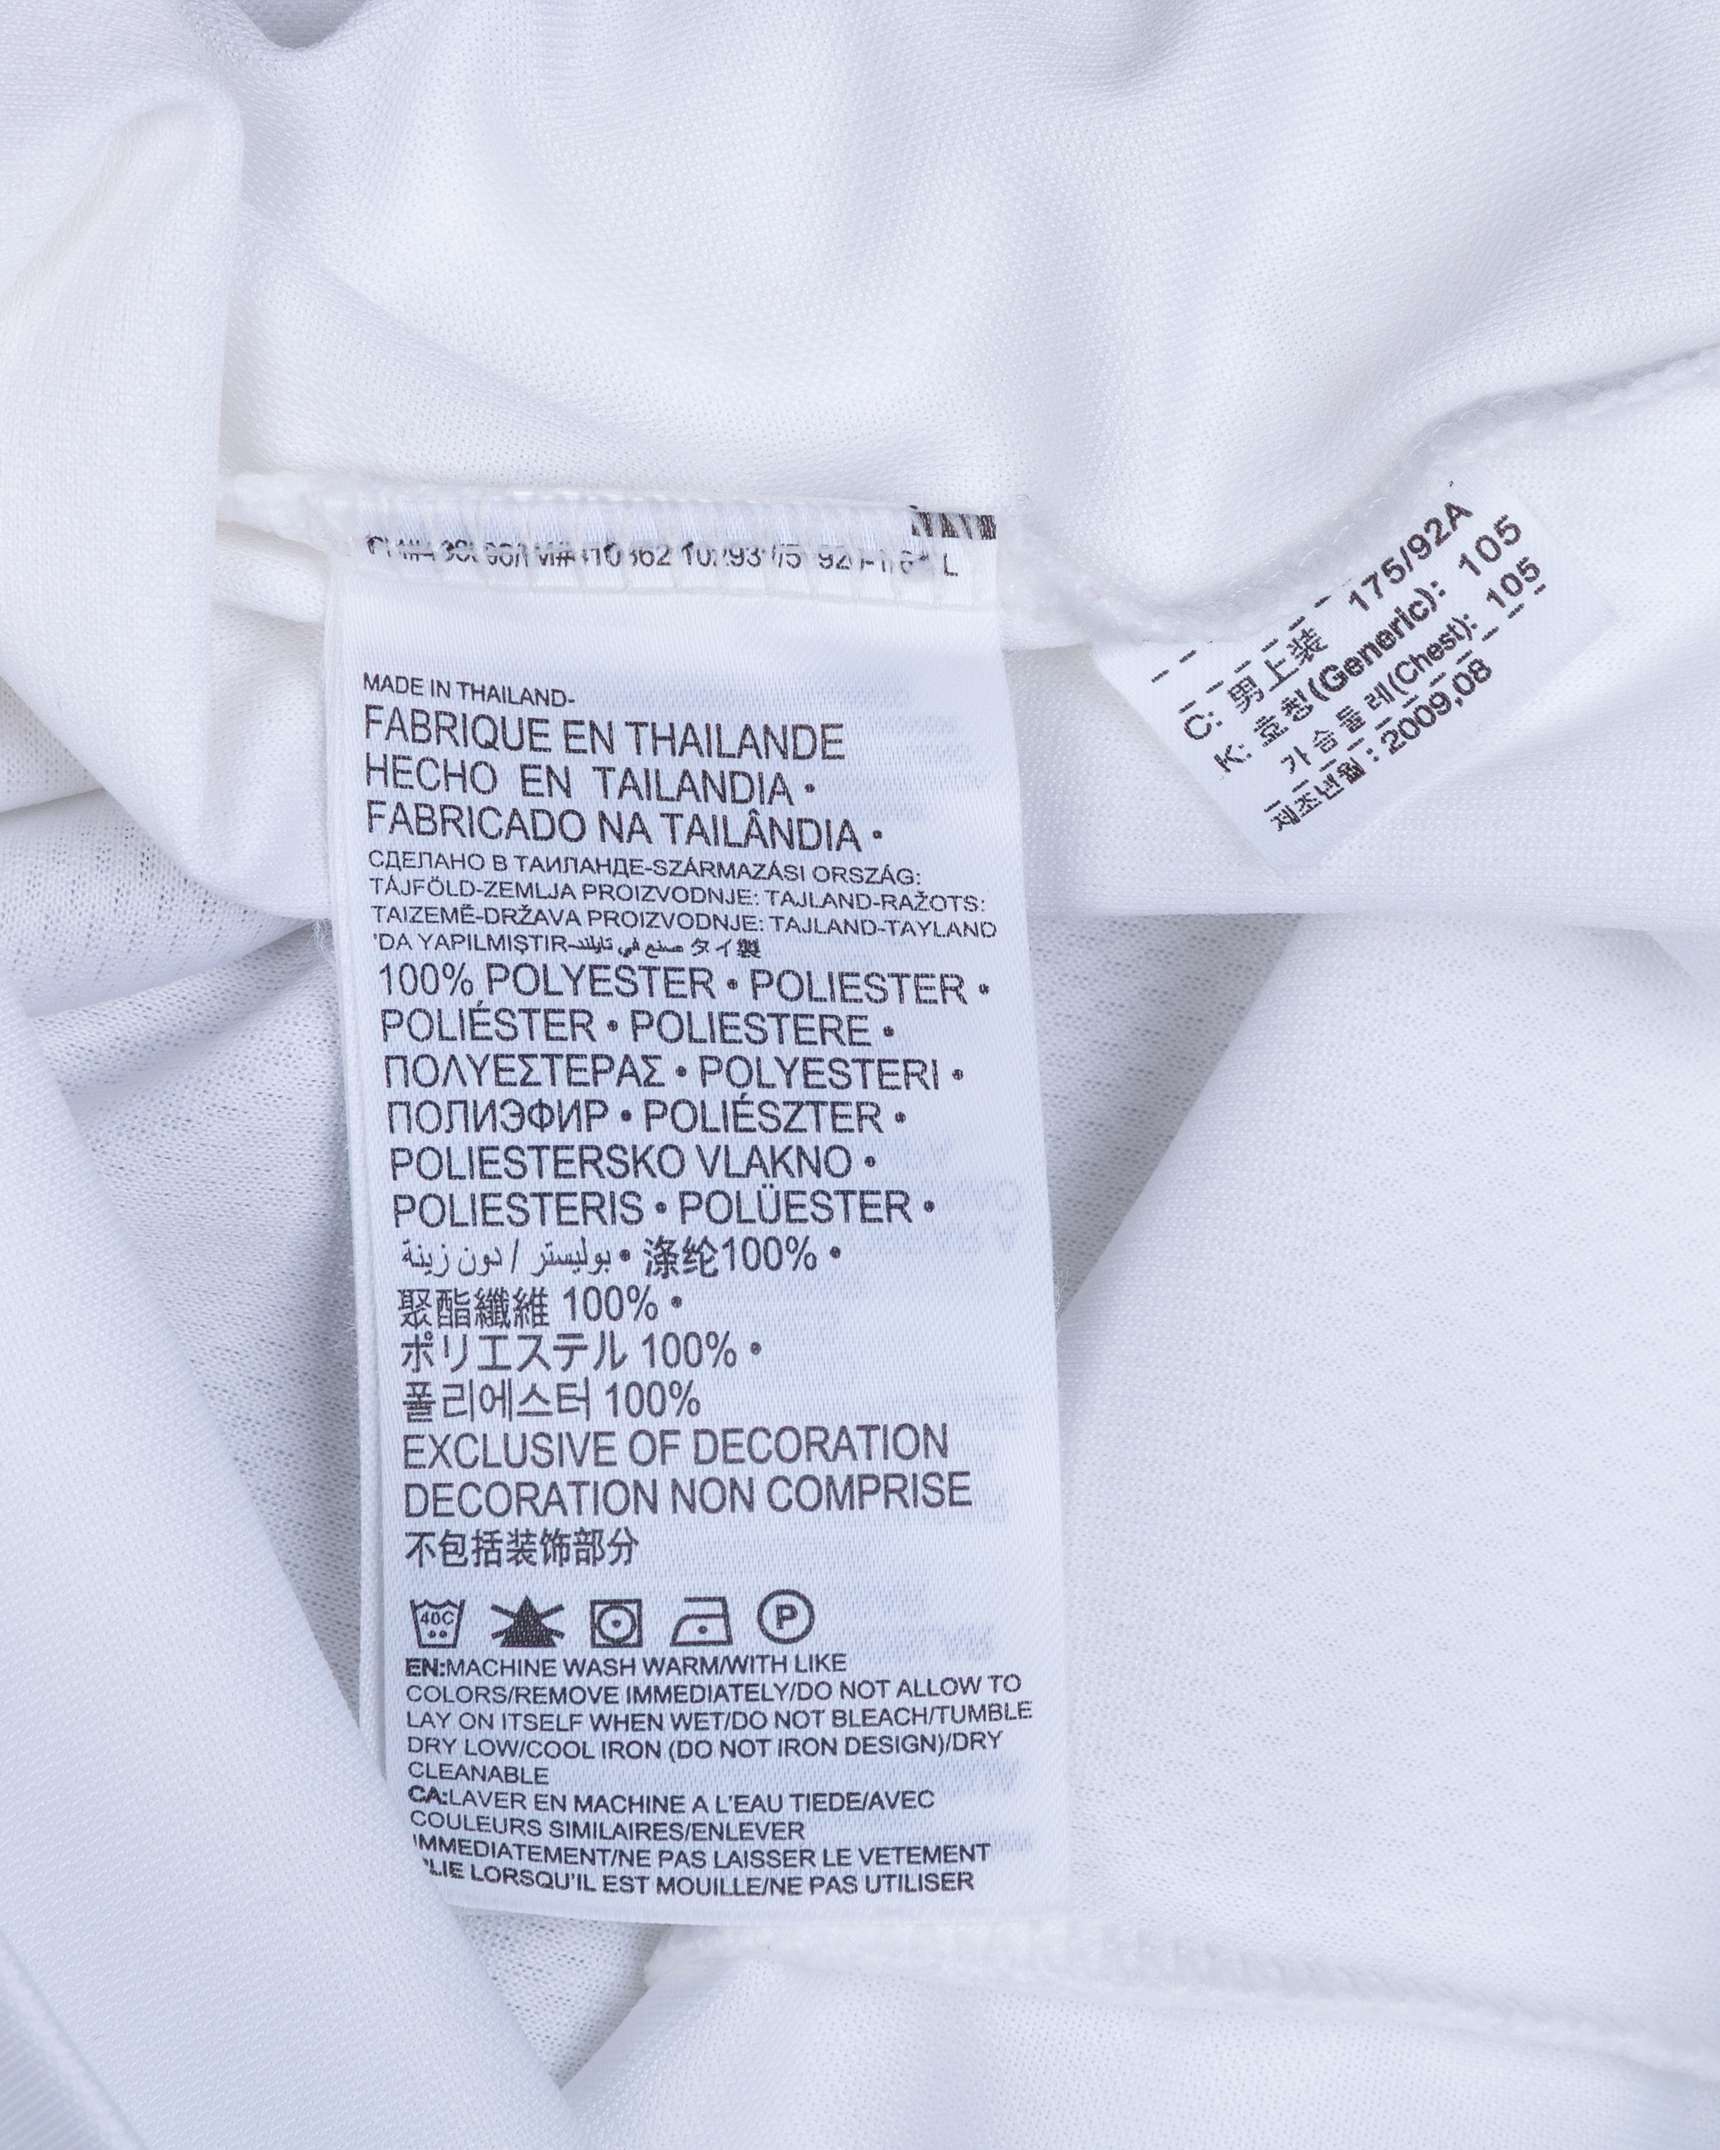 L
MADE IN THAILAND-
FABRIQUE EN THAILANDE
HECHO EN TAILANDIA •
FABRICADO NA TAILÂNDIA •
СДЕЛАНО В ТАИЛАНДЕ-SZÁRMAZÁSI ORSZÁG:
TÁJFÖLD-ZEMLJA PROIZVODNJE: TAJLAND-RAŽOTS:
TAIZEMĒ-DRŽAVA PROIZVODNJE: TAJLAND-TAYLAND
'DA YAPILMIŞTIR-صنع في تايلند タイ製
100% POLYESTER • POLIESTER •
POLIÉSTER • POLIESTERE •
ΠΟΛΥΕΣΤΕΡΑΣ • POLYESTERI •
ПОЛИЭФИР • POLIÉSZTER •
POLIESTERSKO VLAKNO •
POLIESTERIS • POLÜESTER •
بوليستر / دون زينة • 涤纶100% •
聚酯纖維 100% •
ポリエステル 100% •
폴리에스터 100%
EXCLUSIVE OF DECORATION
DECORATION NON COMPRISE
不包括装饰部分
40C P
EN:MACHINE WASH WARM/WITH LIKE
COLORS/REMOVE IMMEDIATELY/DO NOT ALLOW TO
LAY ON ITSELF WHEN WET/DO NOT BLEACH/TUMBLE
DRY LOW/COOL IRON (DO NOT IRON DESIGN)/DRY
CLEANABLE
CA:LAVER EN MACHINE A L'EAU TIEDE/AVEC
COULEURS SIMILAIRES/ENLEVER
IMMEDIATEMENT/NE PAS LAISSER LE VETEMENT
LORSQU'IL EST MOUILLE/NE PAS UTILISER
C: 男上装 175/92A
K: 호칭(Generic): 105
가슴둘레(Chest): 105
제조년월 : 2009,08